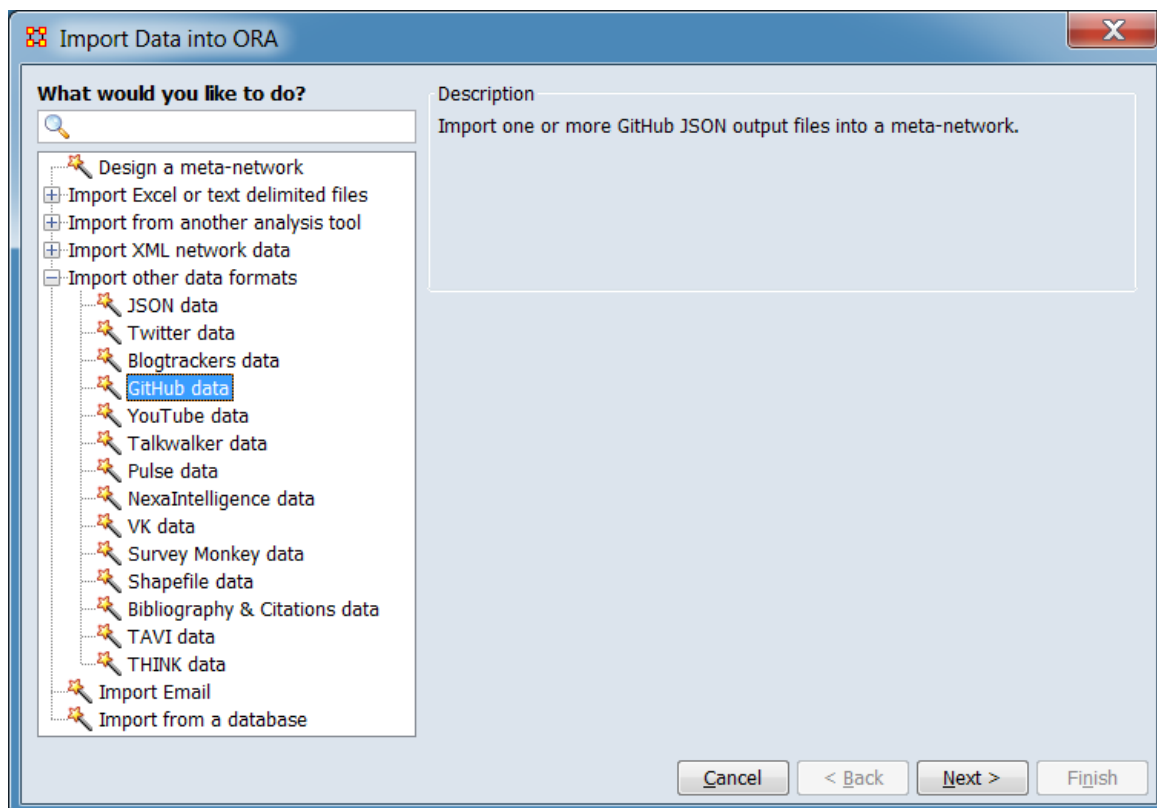 Import Data into ORA
What would you like to do?
Design a meta-network
Import Excel or text delimited files
Import from another analysis tool
Import XML network data
Import other data formats
JSON data
Twitter data
Blogtrackers data
GitHub data
YouTube data
Talkwalker data
Pulse data
NexaIntelligence data
VK data
Survey Monkey data
Shapefile data
Bibliography & Citations data
TAVI data
THINK data
Import Email
Import from a database
Description
Import one or more GitHub JSON output files into a meta-network.
Cancel < Back Next > Finish